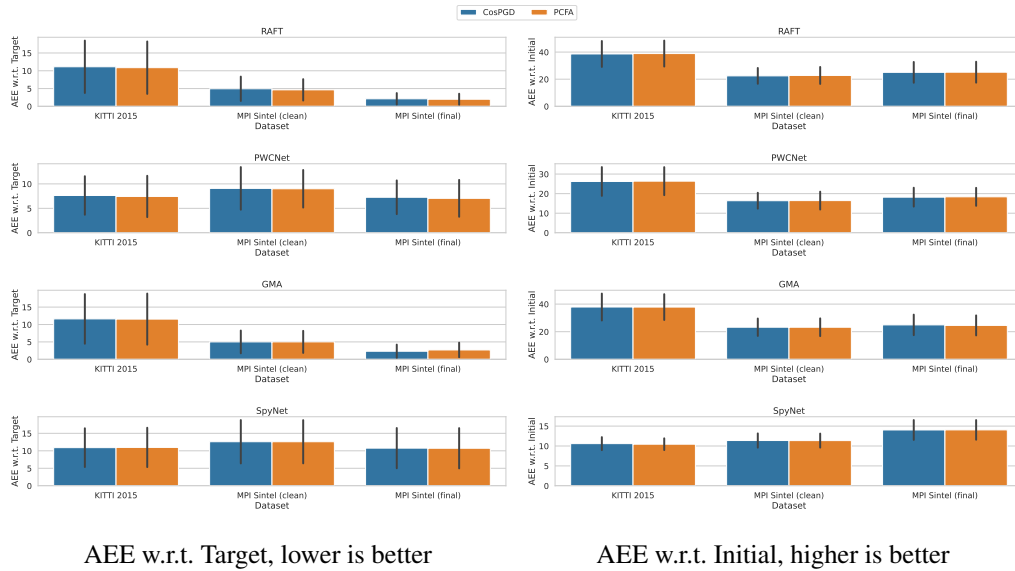 CosPGD PCFA
RAFT
AEE w.r.t. Target
15
10
5
0
KITTI 2015 MPI Sintel (clean) MPI Sintel (final)
Dataset
RAFT
AEE w.r.t. Initial
40
20
0
KITTI 2015 MPI Sintel (clean) MPI Sintel (final)
Dataset
PWCNet
AEE w.r.t. Target
10
5
0
KITTI 2015 MPI Sintel (clean) MPI Sintel (final)
Dataset
PWCNet
AEE w.r.t. Initial
30
20
10
0
KITTI 2015 MPI Sintel (clean) MPI Sintel (final)
Dataset
GMA
AEE w.r.t. Target
15
10
5
0
KITTI 2015 MPI Sintel (clean) MPI Sintel (final)
Dataset
GMA
AEE w.r.t. Initial
40
20
0
KITTI 2015 MPI Sintel (clean) MPI Sintel (final)
Dataset
SpyNet
AEE w.r.t. Target
15
10
5
0
KITTI 2015 MPI Sintel (clean) MPI Sintel (final)
Dataset
SpyNet
AEE w.r.t. Initial
15
10
5
0
KITTI 2015 MPI Sintel (clean) MPI Sintel (final)
Dataset
AEE w.r.t. Target, lower is better
AEE w.r.t. Initial, higher is better